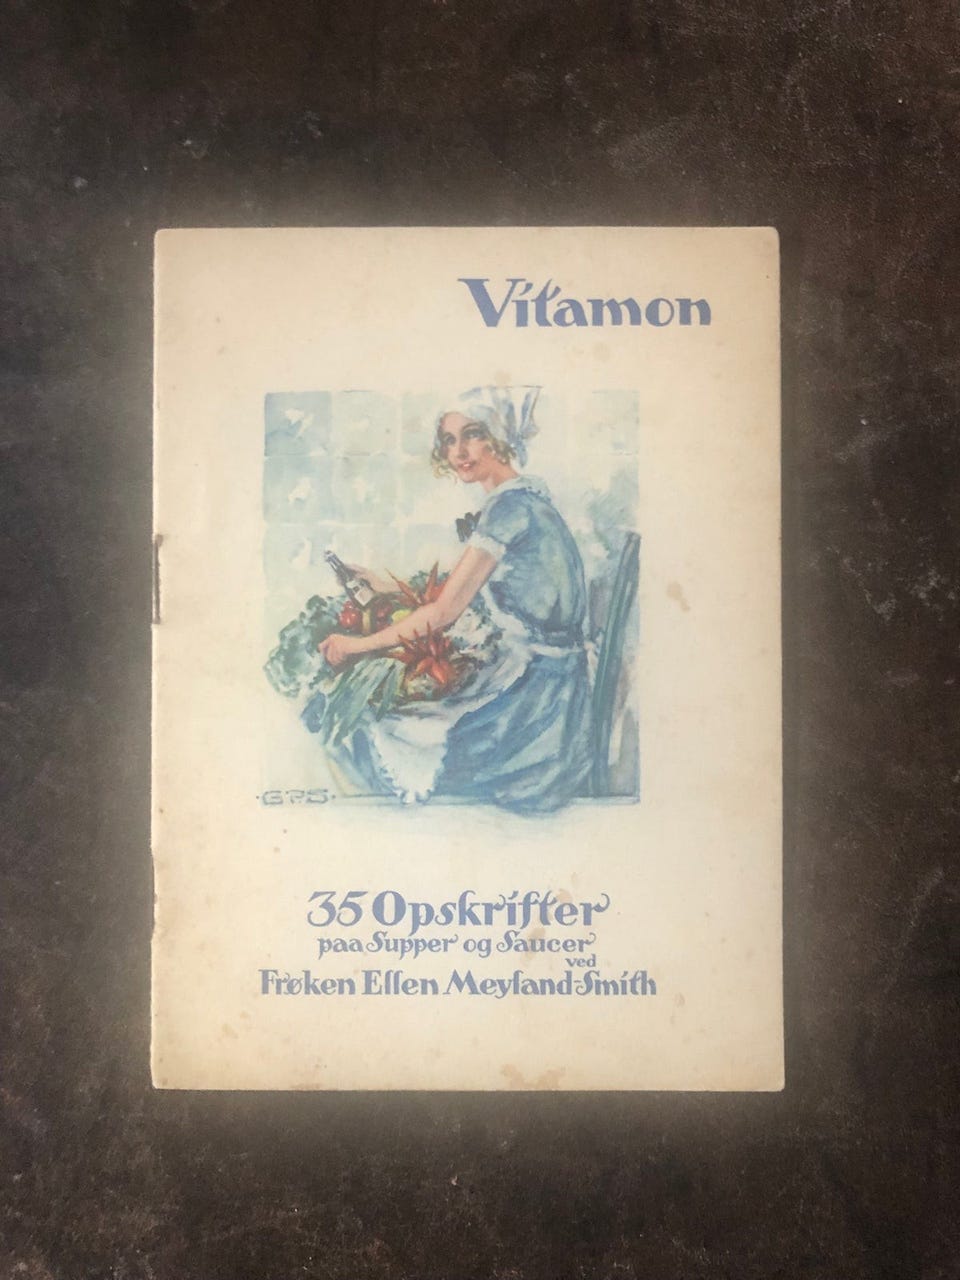 Vitamon
·GPS·
35 Opskrifter
paa Supper og Saucer
ved
Frøken Ellen Meyland-Smith